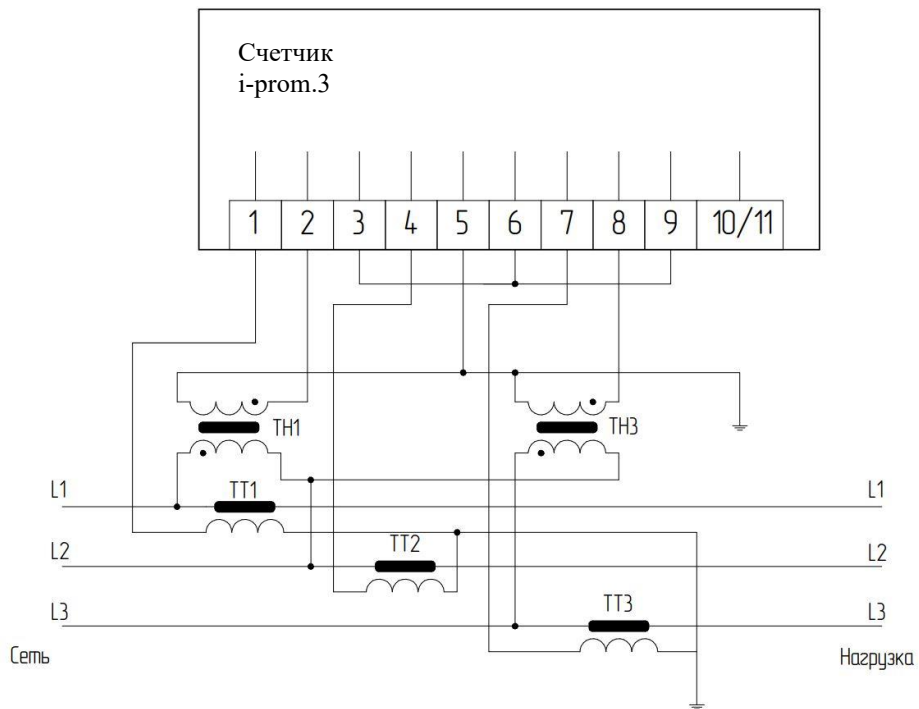 Счетчик
i-prom.3
1 2 3 4 5 6 7 8 9 10/11
ТН1 ТН3
L1 ТТ1 L1
L2 ТТ2 L2
L3 ТТ3 L3
Сеть Нагрузка